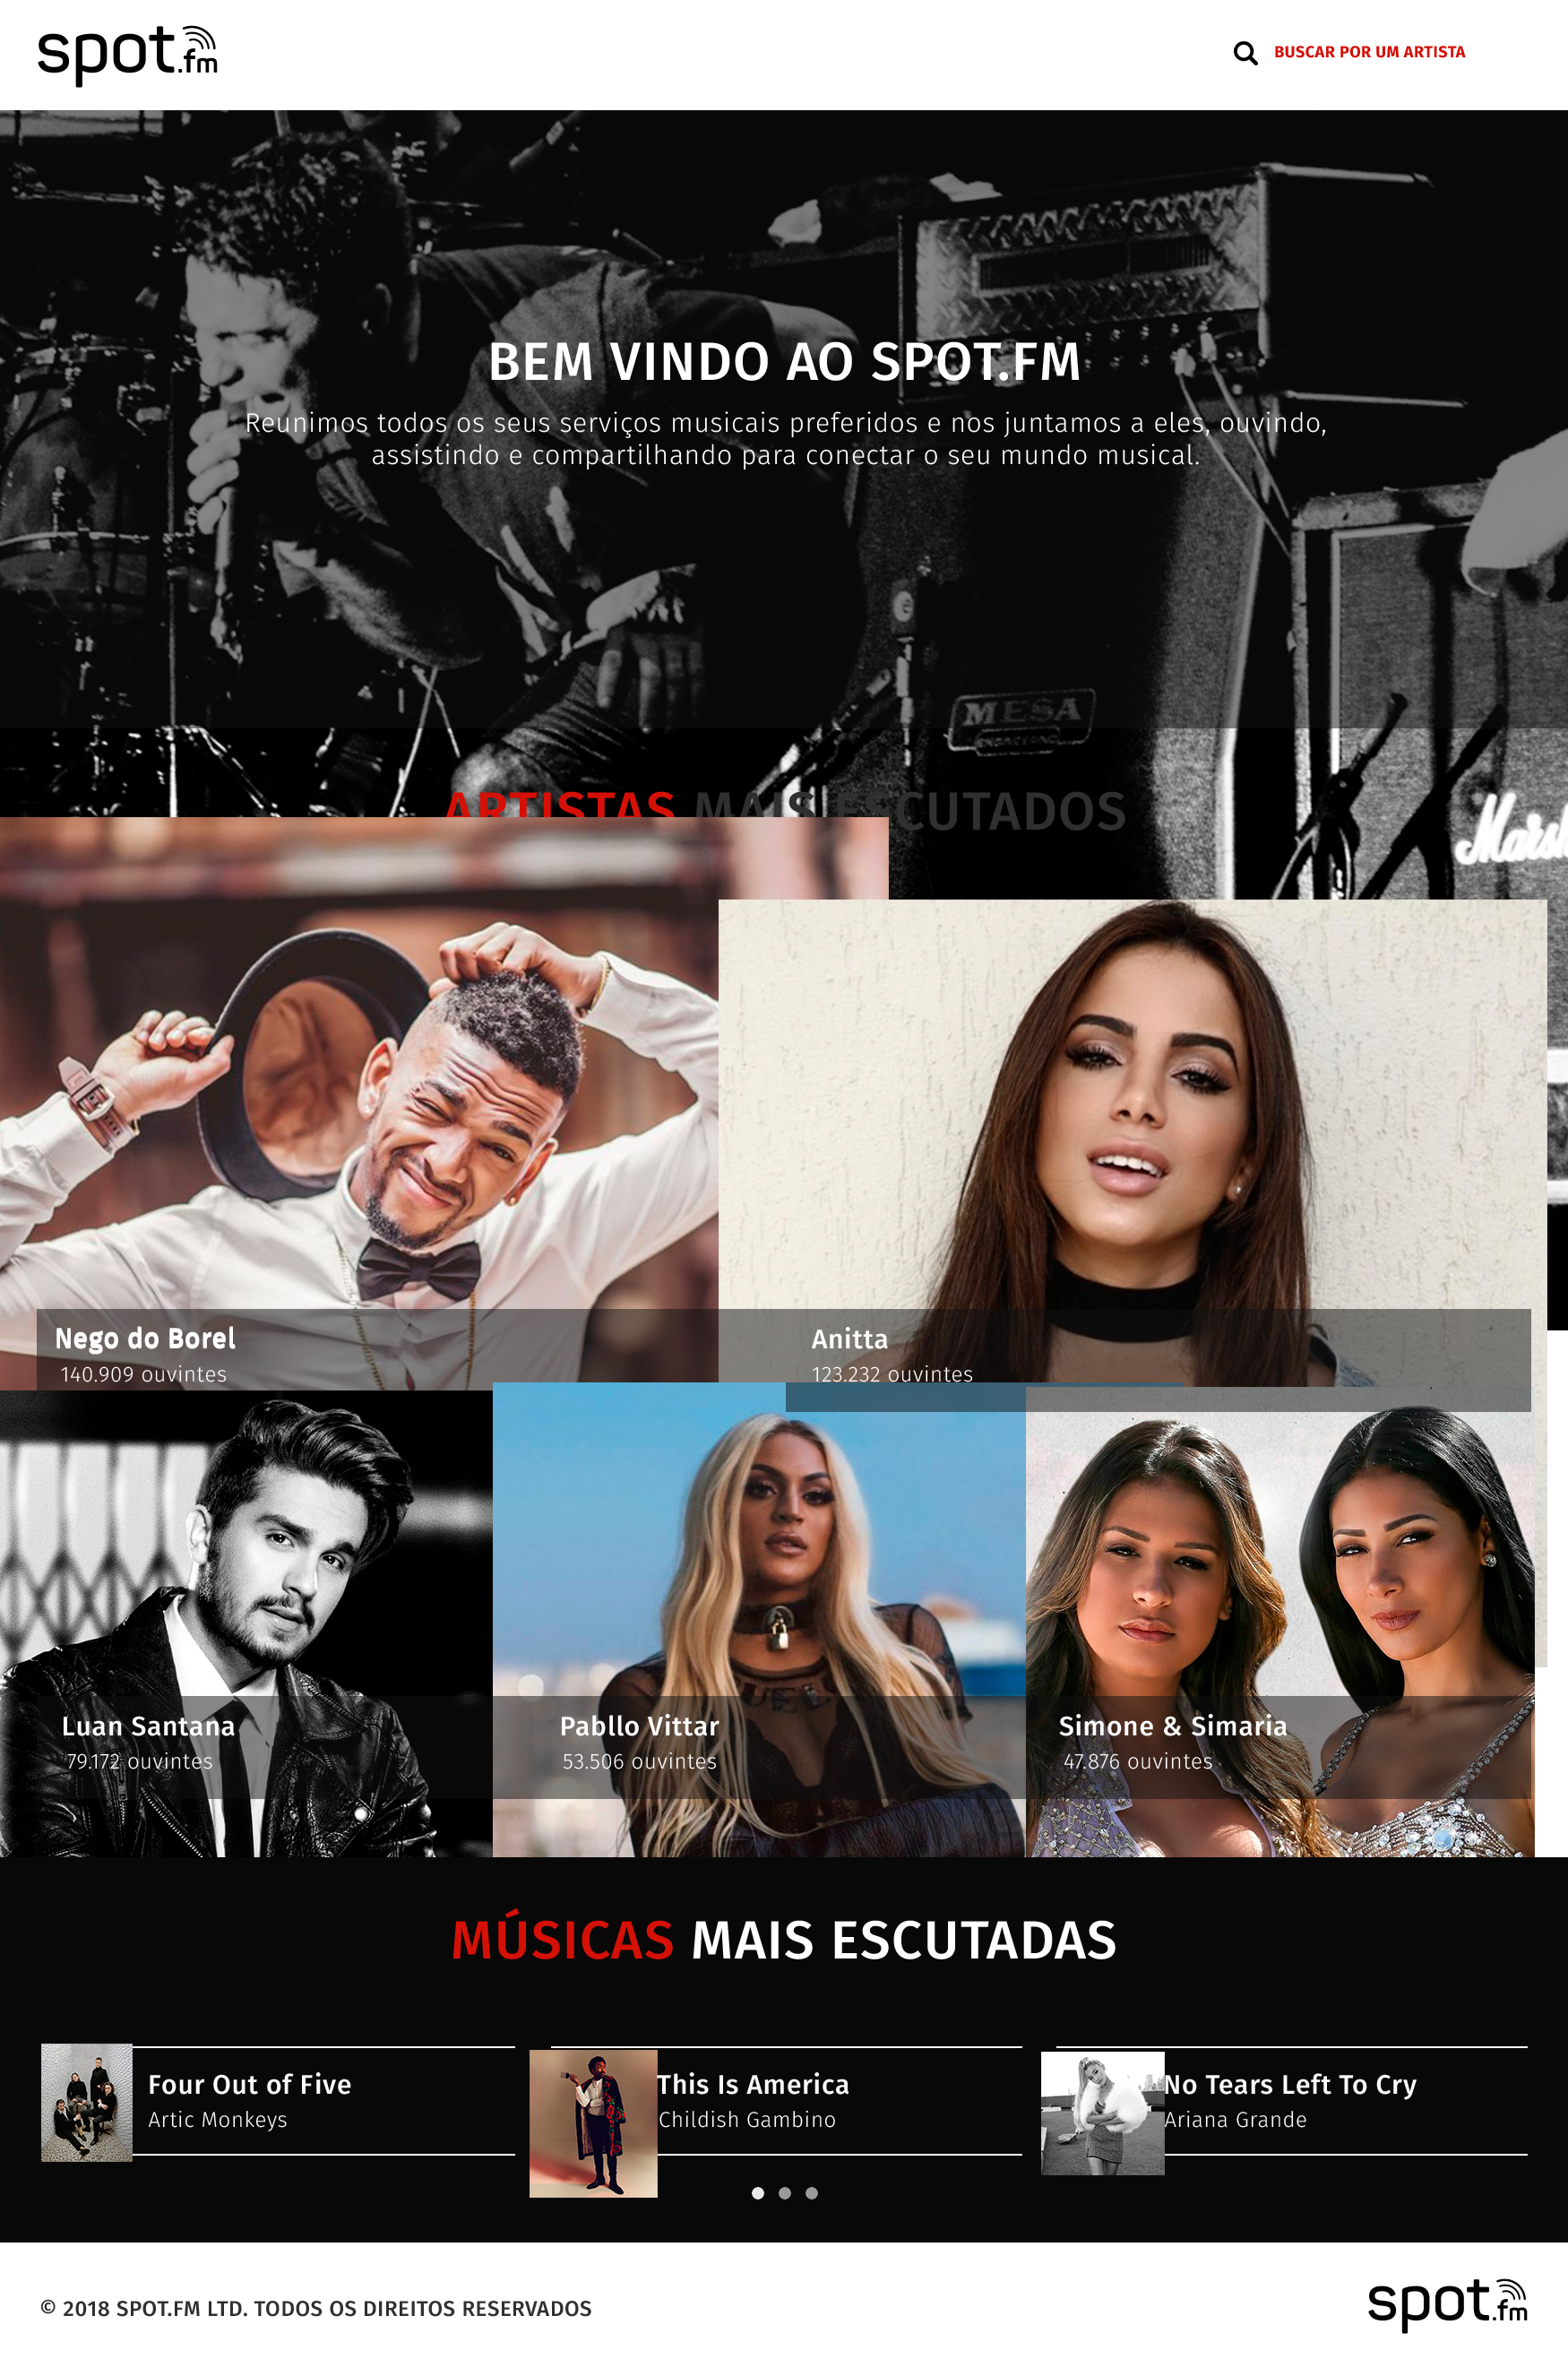 spot.fm
BUSCAR POR UM ARTISTA
BEM VINDO AO SPOT.FM
Reunimos todos os seus serviços musicais preferidos e nos juntamos a eles, ouvindo,
assistindo e compartilhando para conectar o seu mundo musical.
MESA
ARTISTAS MAIS ESCUTADOS
Nego do Borel
140.909 ouvintes
Anitta
123.232 ouvintes
Luan Santana
79.172 ouvintes
Pabllo Vittar
53.506 ouvintes
Simone & Simaria
47.876 ouvintes
MÚSICAS MAIS ESCUTADAS
Four Out of Five
Artic Monkeys
This Is America
Childish Gambino
No Tears Left To Cry
Ariana Grande
© 2018 SPOT.FM LTD. TODOS OS DIREITOS RESERVADOS
spot.fm